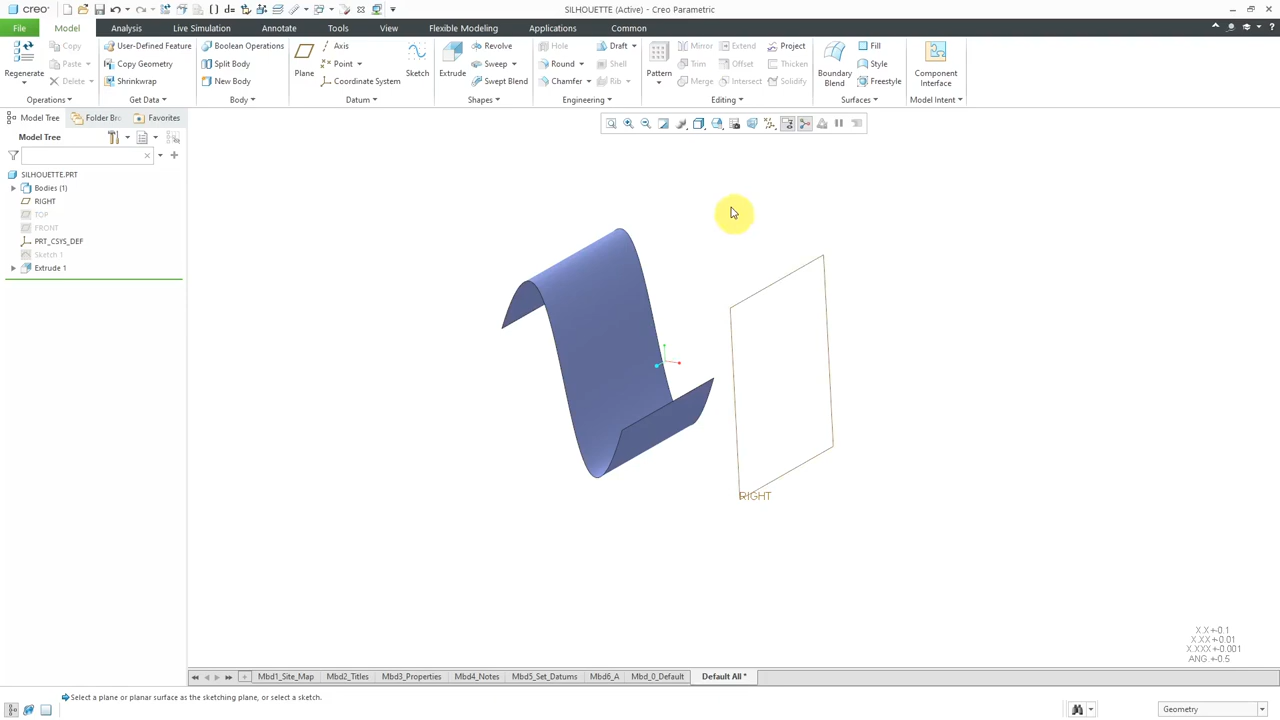 creo
SILHOUETTE (Active) - Creo Parametric
File Model Analysis Live Simulation Annotate Tools View Flexible Modeling Applications Common
Regenerate
Copy
Paste
Delete
Operations
User-Defined Feature
Copy Geometry
Shrinkwrap
Get Data
Boolean Operations
Split Body
New Body
Body
Plane
Axis
Point
Coordinate System
Sketch
Datum
Extrude
Revolve
Sweep
Swept Blend
Shapes
Hole
Round
Chamfer
Draft
Shell
Rib
Engineering
Pattern
Mirror
Trim
Merge
Extend
Offset
Intersect
Project
Thicken
Solidify
Editing
Boundary
Blend
Fill
Style
Freestyle
Surfaces
Component
Interface
Model Intent
Model Tree Folder Bro Favorites
Model Tree
SILHOUETTE.PRT
Bodies (1)
RIGHT
TOP
FRONT
PRT_CSYS_DEF
Sketch 1
Extrude 1
RIGHT
X.X +-0.1
X.XX +-0.01
X.XXX +-0.001
ANG. +-0.5
Mbd1_Site_Map Mbd2_Titles Mbd3_Properties Mbd4_Notes Mbd5_Set_Datums Mbd6_A Mbd_0_Default Default All *
Select a plane or planar surface as the sketching plane, or select a sketch.
Geometry